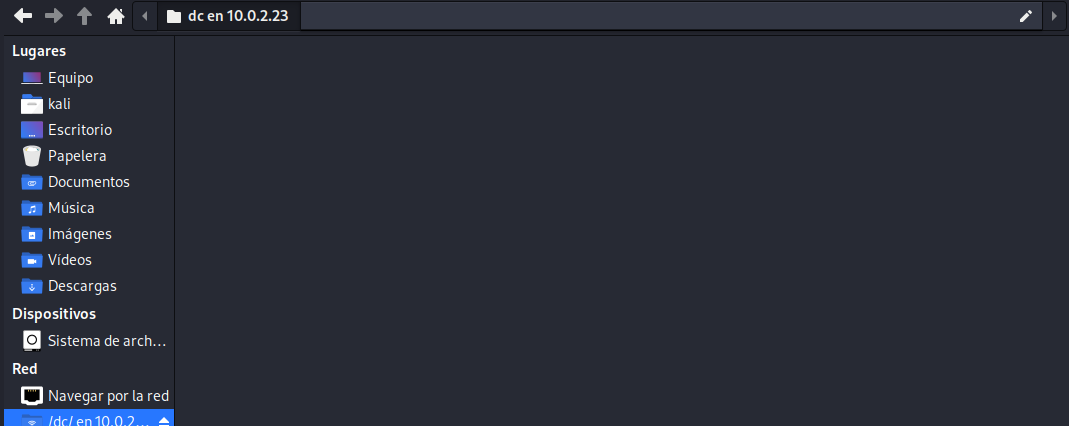 dc en 10.0.2.23
Lugares
Equipo
kali
Escritorio
Papelera
Documentos
Música
Imágenes
Vídeos
Descargas
Dispositivos
Sistema de arch...
Red
Navegar por la red
/dc/ en 10.0.2...